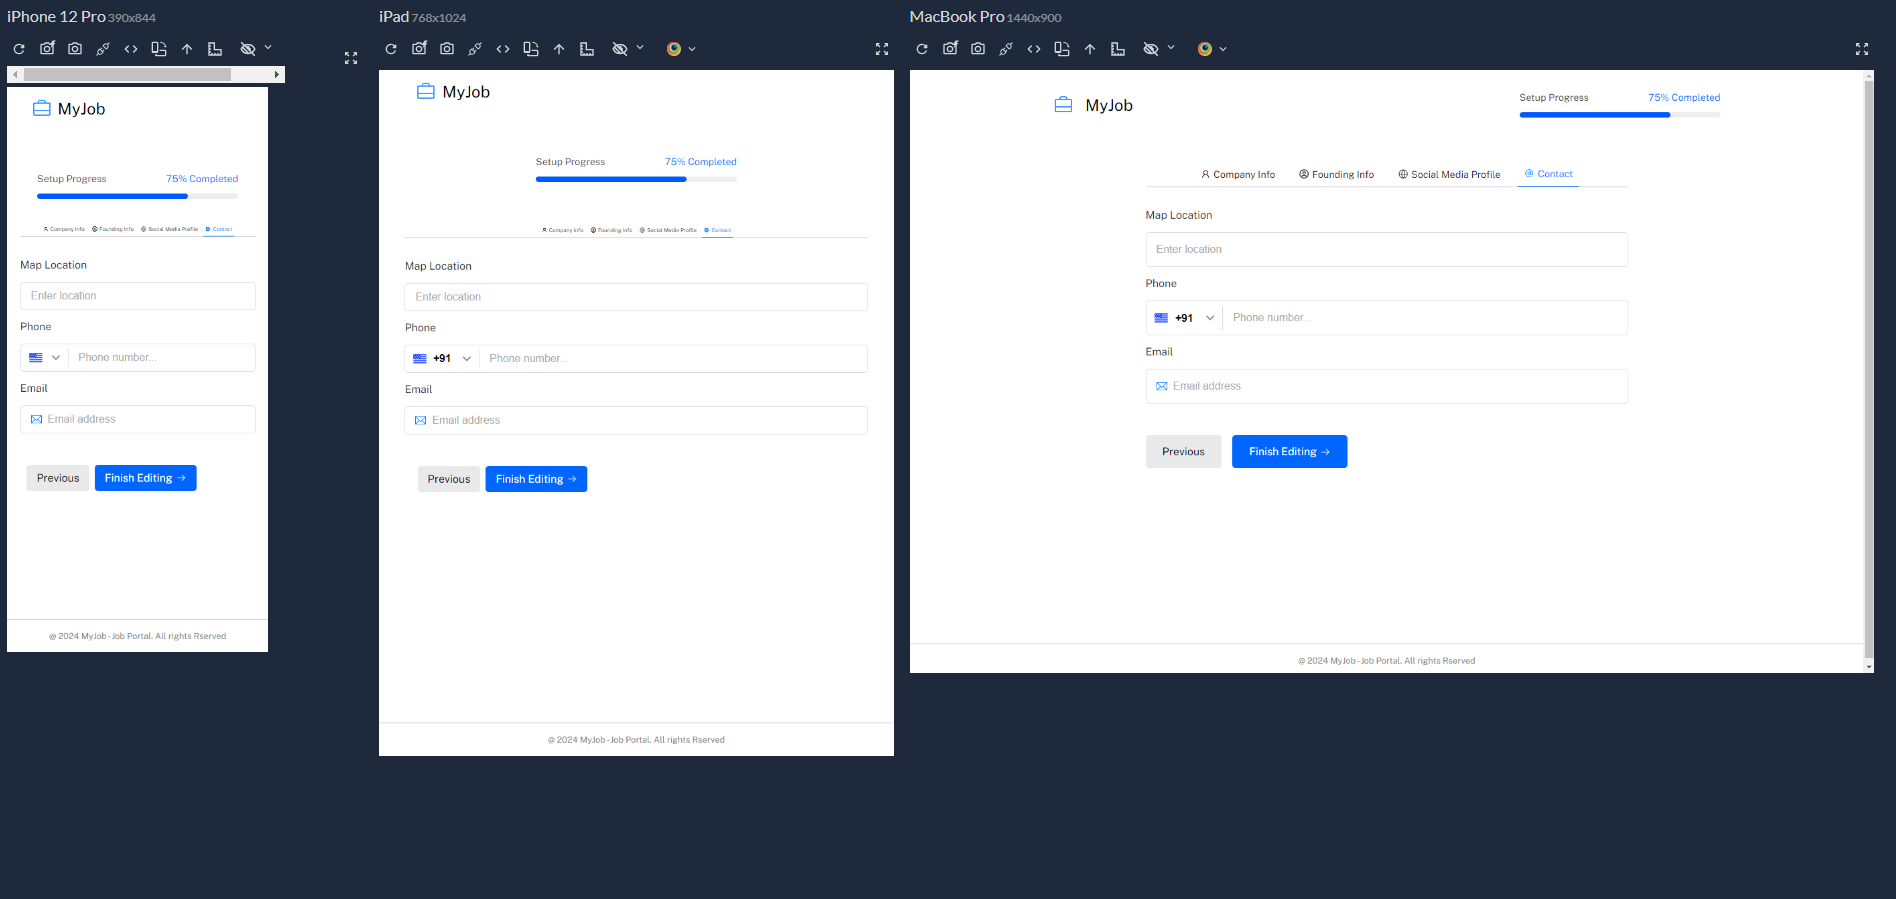 iPhone 12 Pro 390x844
MyJob
Setup Progress 75% Completed
Company Info Founding Info Social Media Profile Contact
Map Location
Enter location
Phone
Phone number...
Email
Email address
Previous Finish Editing →
@ 2024 MyJob - Job Portal. All rights Rserved
iPad 768x1024
MyJob
Setup Progress 75% Completed
Company Info Founding Info Social Media Profile Contact
Map Location
Enter location
Phone
+91 Phone number...
Email
Email address
Previous Finish Editing →
@ 2024 MyJob - Job Portal. All rights Rserved
MacBook Pro 1440x900
MyJob
Setup Progress 75% Completed
Company Info Founding Info Social Media Profile Contact
Map Location
Enter location
Phone
+91 Phone number...
Email
Email address
Previous Finish Editing →
@ 2024 MyJob - Job Portal. All rights Rserved